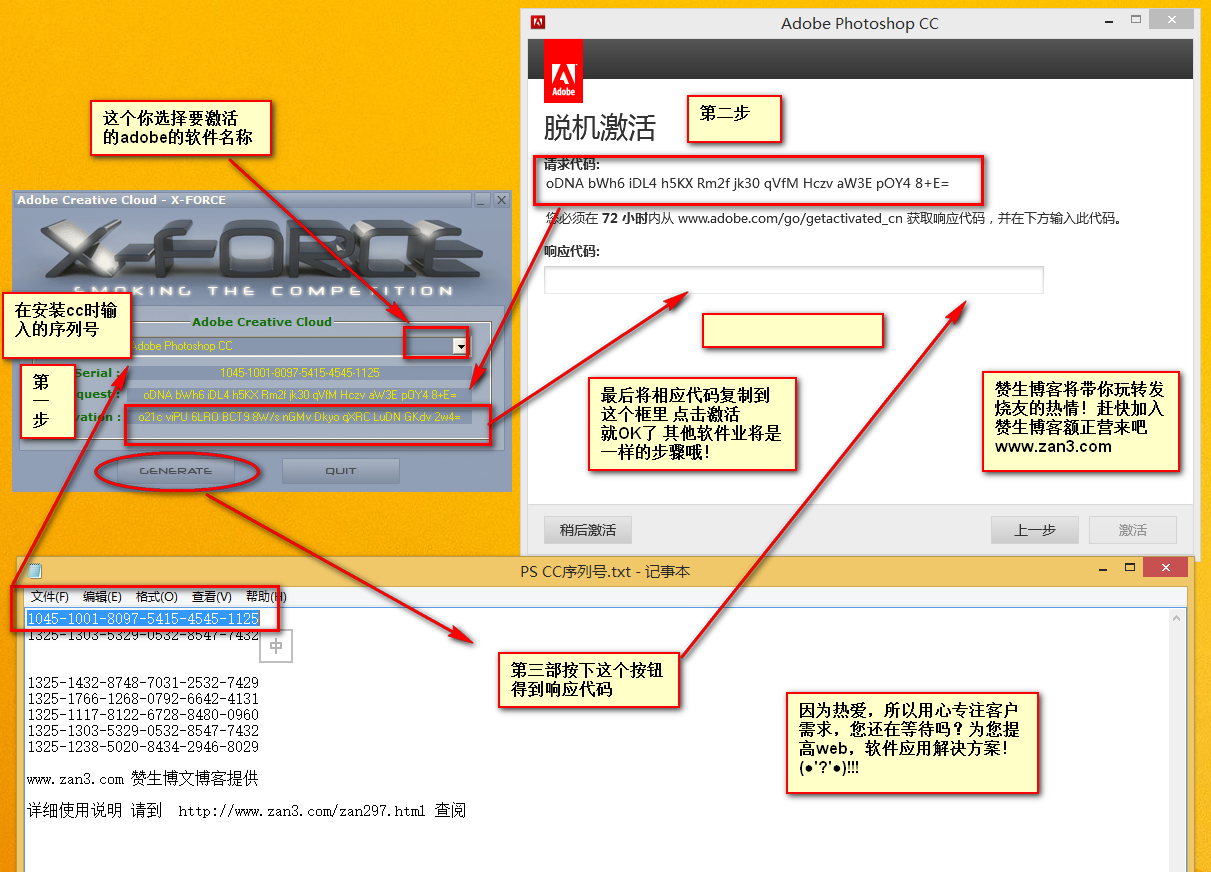 Adobe Photoshop CC
Adobe
第二步
脱机激活
请求代码:
oDNA bWh6 iDL4 h5KX Rm2f jk30 qVfM Hczv aW3E pOY4 8+E=
您必须在 72 小时内从 www.adobe.com/go/getactivated_cn 获取响应代码，并在下方输入此代码。
响应代码:
最后将相应代码复制到
这个框里 点击激活
就OK了 其他软件业将是
一样的步骤哦！
赞生博客将带你玩转发
烧友的热情！赶快加入
赞生博客额正营来吧
www.zan3.com
稍后激活
上一步
激活
这个你选择要激活
的adobe的软件名称
Adobe Creative Cloud - X-FORCE
X-FORCE
SMOKING THE COMPETITION
在安装cc时输
入的序列号
Adobe Creative Cloud
Adobe Photoshop CC
第一步
Serial :
1045-1001-8097-5415-4545-1125
quest :
oDNA bWh6 iDL4 h5KX Rm2f jk30 qVfM Hczv aW3E pOY4 8+E=
vation :
GENERATE
QUIT
PS CC序列号.txt - 记事本
文件(F) 编辑(E) 格式(O) 查看(V) 帮助(H)
1045-1001-8097-5415-4545-1125
1325-1303-5329-0532-8547-7432
中
1325-1432-8748-7031-2532-7429
1325-1766-1268-0792-6642-4131
1325-1117-8122-6728-8480-0960
1325-1303-5329-0532-8547-7432
1325-1238-5020-8434-2946-8029
www.zan3.com 赞生博文博客提供
详细使用说明 请到 http://www.zan3.com/zan297.html 查阅
第三部按下这个按钮
得到响应代码
因为热爱，所以用心专注客户
需求，您还在等待吗？为您提
高web，软件应用解决方案！
(●'?'●)!!!